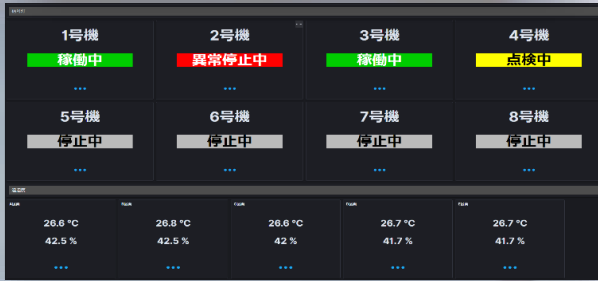 1号機
2号機
3号機
4号機
稼働中
異常停止中
稼働中
点検中
5号機
6号機
7号機
8号機
停止中
停止中
停止中
停止中
26.6 °C
26.8 °C
26.6 °C
26.7 °C
26.7 °C
42.5 %
42.5 %
42 %
41.7 %
41.7 %